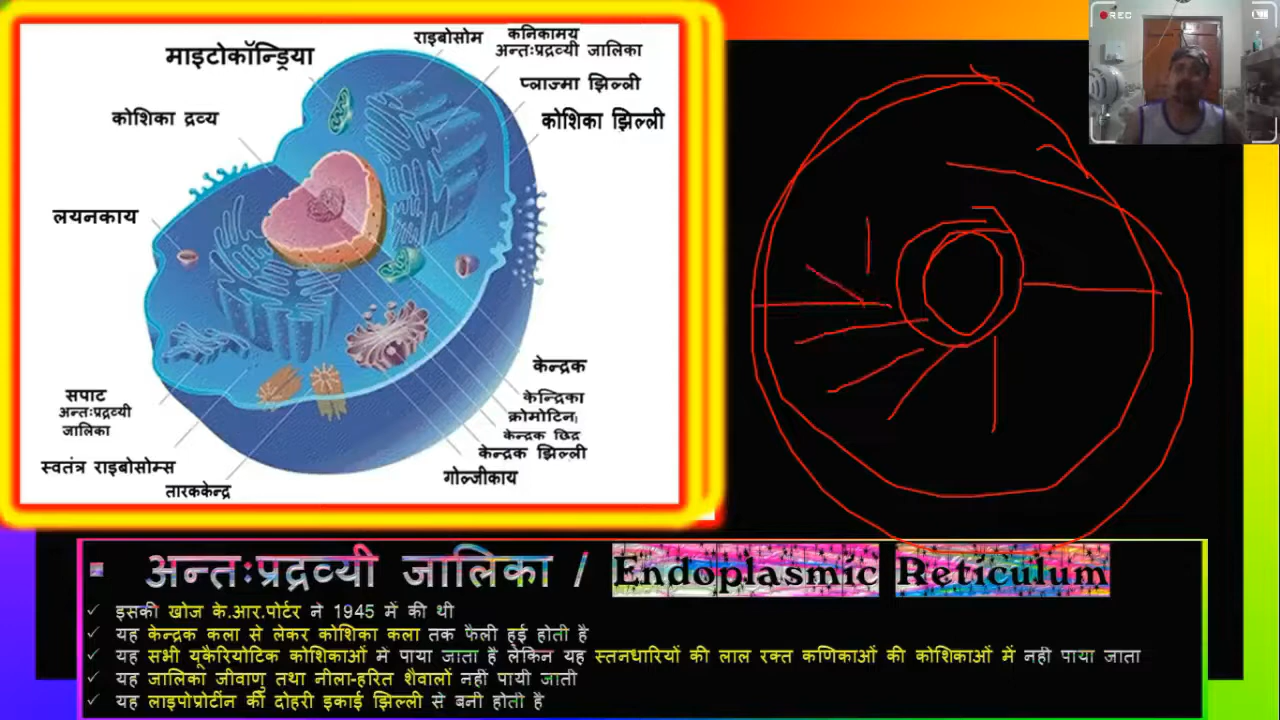 माइटोकॉन्ड्रिया
राइबोसोम
कनिकामय
अन्तःप्रद्रव्यी जालिका
प्लाज्मा झिल्ली
कोशिका द्रव्य
कोशिका झिल्ली
लयनकाय
केन्द्रक
केन्द्रिका
क्रोमोटिन
केन्द्रक छिद्र
केन्द्रक झिल्ली
गोल्जीकाय
सपाट
अन्तःप्रद्रव्यी
जालिका
स्वतंत्र राइबोसोम्स
तारककेन्द्र
REC
अन्तःप्रद्रव्यी जालिका / Endoplasmic Reticulum
इसकी खोज के.आर.पोर्टर ने 1945 में की थी
यह केन्द्रक कला से लेकर कोशिका कला तक फैली हुई होती है
यह सभी यूकैरियोटिक कोशिकाओं में पाया जाता है लेकिन यह स्तनधारियों की लाल रक्त कणिकाओं की कोशिकाओं में नही पाया जाता
यह जालिका जीवाणु तथा नीला-हरित शैवालों नहीं पायी जाती
यह लाइपोप्रोटीन की दोहरी इकाई झिल्ली से बनी होती है